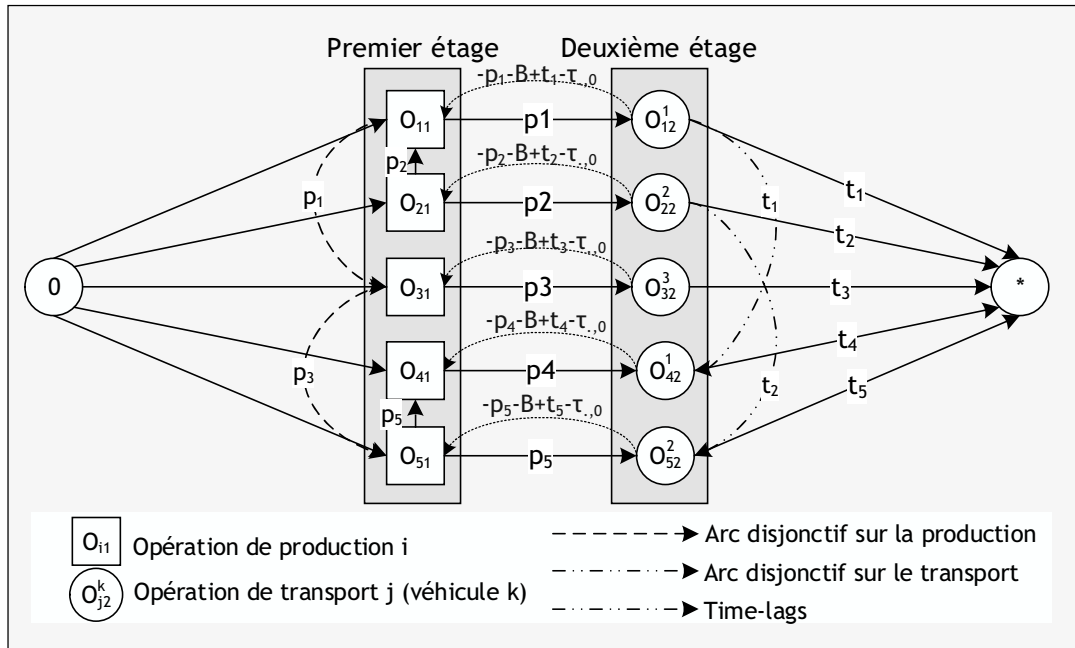 Premier étage Deuxième étage
-p₁-B+t₁-τ.,₀
O₁₁ p1 O¹₁₂
p₂ -p₂-B+t₂-τ.,₀ t₁
p₁ O₂₁ p2 O²₂₂ t₁ t₂
-p₃-B+t₃-τ.,₀
0 O₃₁ p3 O³₃₂ t₃ *
-p₄-B+t₄-τ.,₀ t₄
p₃ O₄₁ p4 O¹₄₂ t₂ t₅
p₅ -p₅-B+t₅-τ.,₀
O₅₁ p₅ O²₅₂
Oᵢ₁ Opération de production i
Oᵏⱼ₂ Opération de transport j (véhicule k)
Arc disjonctif sur la production
Arc disjonctif sur le transport
Time-lags